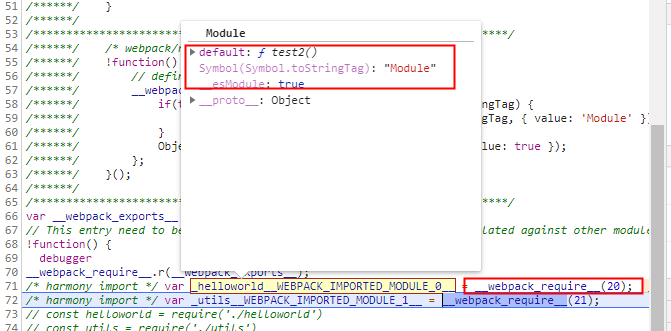 51 /******/ }
52 /******/
53 /************************************************************************/
54 /******/ /* webpack/r
55 /******/ !function()
56 /******/ // defin
57 /******/ __webpa
58 /******/ if(t
59 /******/
60 /******/ }
61 /******/ Obje
62 /******/ };
63 /******/ }();
64 /******/
65 /************************************************************************/
66 var __webpack_exports__
67 // This entry need to be
68 !function() {
69 debugger
70 __webpack_require__.r(__webpack_exports__);
71 /* harmony import */ var _helloworld__WEBPACK_IMPORTED_MODULE_0__ = __webpack_require__(20);
72 /* harmony import */ var _utils__WEBPACK_IMPORTED_MODULE_1__ = __webpack_require__(21);
73 // const helloworld = require('./helloworld')
74 // const utils = require('./utils')
Module
default: ƒ test2()
Symbol(Symbol.toStringTag): "Module"
__esModule: true
__proto__: Object
ngTag) {
gTag, { value: 'Module' }
lue: true });
lated against other module